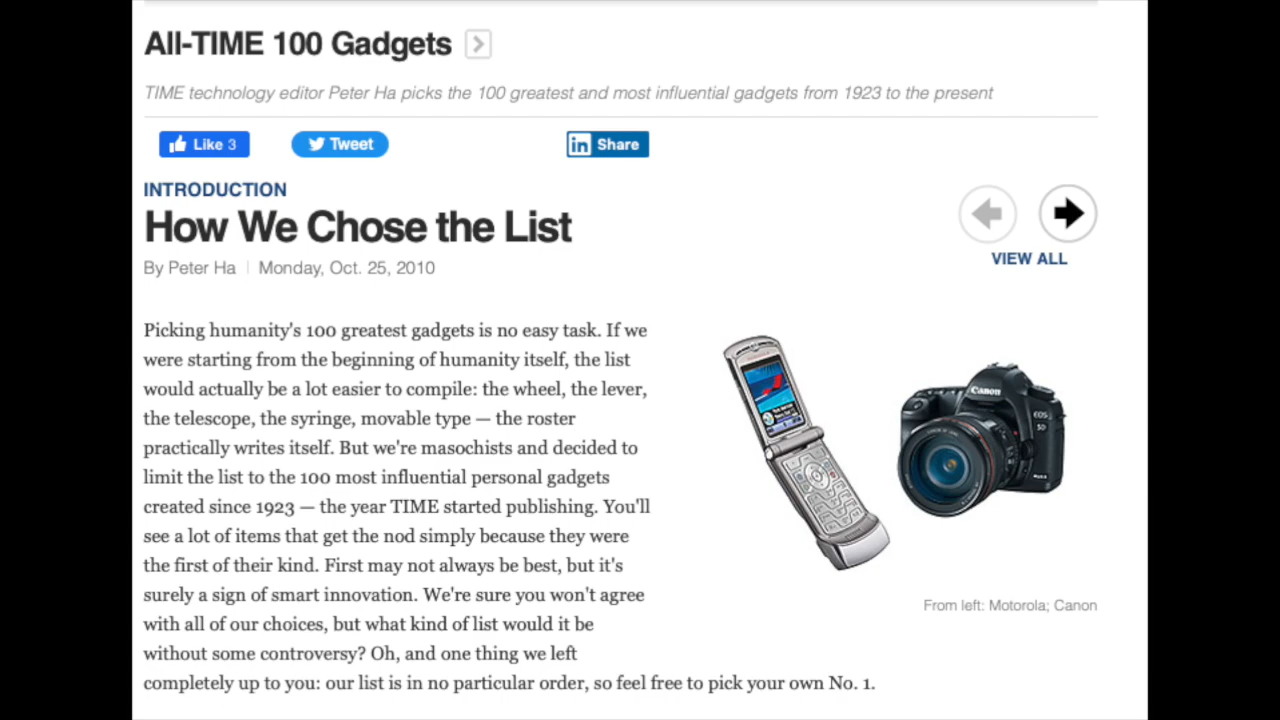 All-TIME 100 Gadgets
TIME technology editor Peter Ha picks the 100 greatest and most influential gadgets from 1923 to the present
Like 3
Tweet
in Share
INTRODUCTION
How We Chose the List
By Peter Ha | Monday, Oct. 25, 2010
VIEW ALL
Picking humanity's 100 greatest gadgets is no easy task. If we
were starting from the beginning of humanity itself, the list
would actually be a lot easier to compile: the wheel, the lever,
the telescope, the syringe, movable type — the roster
practically writes itself. But we're masochists and decided to
limit the list to the 100 most influential personal gadgets
created since 1923 — the year TIME started publishing. You'll
see a lot of items that get the nod simply because they were
the first of their kind. First may not always be best, but it's
surely a sign of smart innovation. We're sure you won't agree
with all of our choices, but what kind of list would it be
without some controversy? Oh, and one thing we left
completely up to you: our list is in no particular order, so feel free to pick your own No. 1.
Canon
EOS
5D
From left: Motorola; Canon